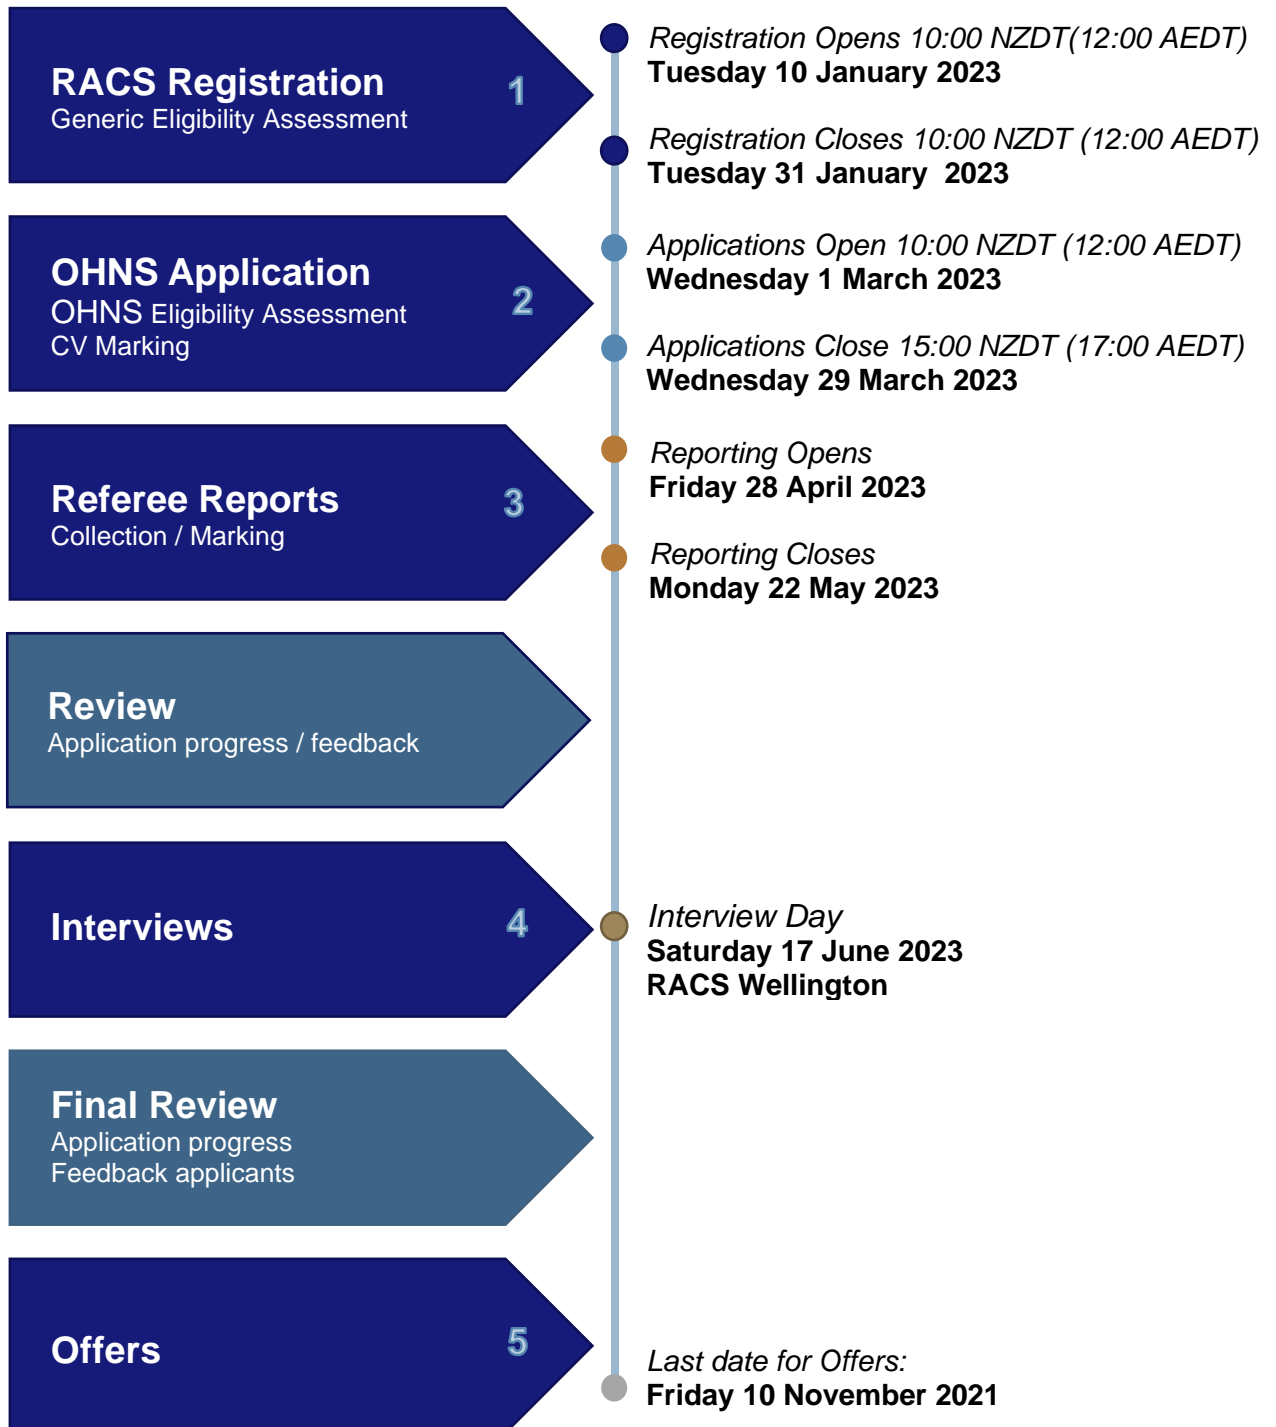 RACS Registration
Generic Eligibility Assessment
1
Registration Opens 10:00 NZDT(12:00 AEDT)
Tuesday 10 January 2023
Registration Closes 10:00 NZDT (12:00 AEDT)
Tuesday 31 January 2023
OHNS Application
OHNS Eligibility Assessment
CV Marking
2
Applications Open 10:00 NZDT (12:00 AEDT)
Wednesday 1 March 2023
Applications Close 15:00 NZDT (17:00 AEDT)
Wednesday 29 March 2023
Referee Reports
Collection / Marking
3
Reporting Opens
Friday 28 April 2023
Reporting Closes
Monday 22 May 2023
Review
Application progress / feedback
Interviews
4
Interview Day
Saturday 17 June 2023
RACS Wellington
Final Review
Application progress
Feedback applicants
Offers
5
Last date for Offers:
Friday 10 November 2021